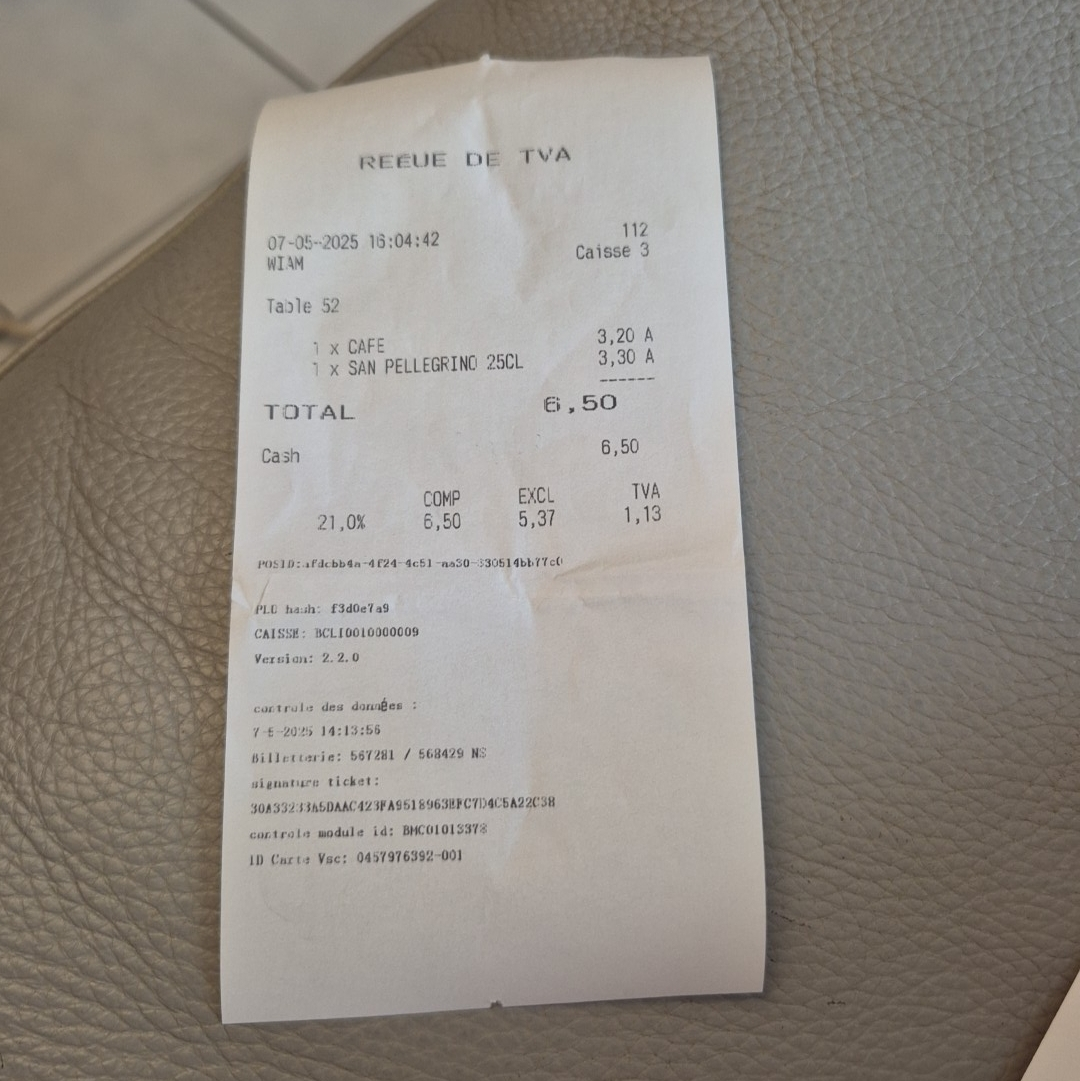 REEUE DE TVA
07-05-2025 16:04:42 112
WIAM Caisse 3
Table 52
1 x CAFE 3,20 A
1 x SAN PELLEGRINO 25CL 3,30 A
------
TOTAL 6,50
Cash 6,50
COMP EXCL TVA
21,0% 6,50 5,37 1,13
PLU hash: f3d0e7a9
CAISSE: BCLI0010000009
Version: 2.2.0
controle des données :
7-5-2025 14:13:56
Billetterie: 567281 / 568429 NS
signature ticket:
controle module id: BMC01013378
ID Carte Vsc: 0457976392-001